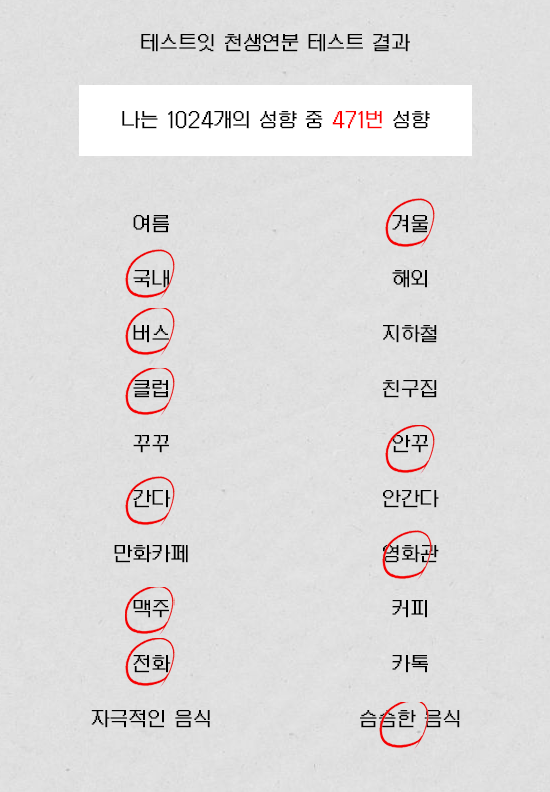 테스트잇 천생연분 테스트 결과
나는 1024개의 성향 중 471번 성향
여름 겨울
국내 해외
버스 지하철
클럽 친구집
꾸꾸 안꾸
간다 안간다
만화카페 영화관
맥주 커피
전화 카톡
자극적인 음식 슴슴한 음식